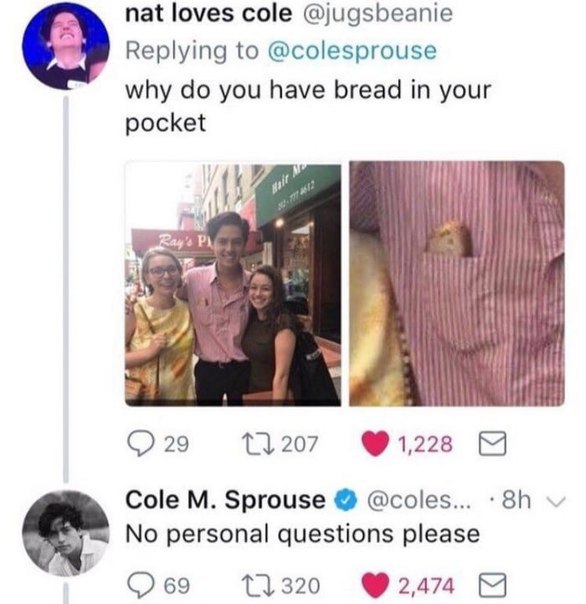 nat loves cole @jugsbeanie
Replying to @colesprouse
why do you have bread in your
pocket
Hair
Ray's
29 207 1,228
Cole M. Sprouse @coles... · 8h
No personal questions please
69 320 2,474